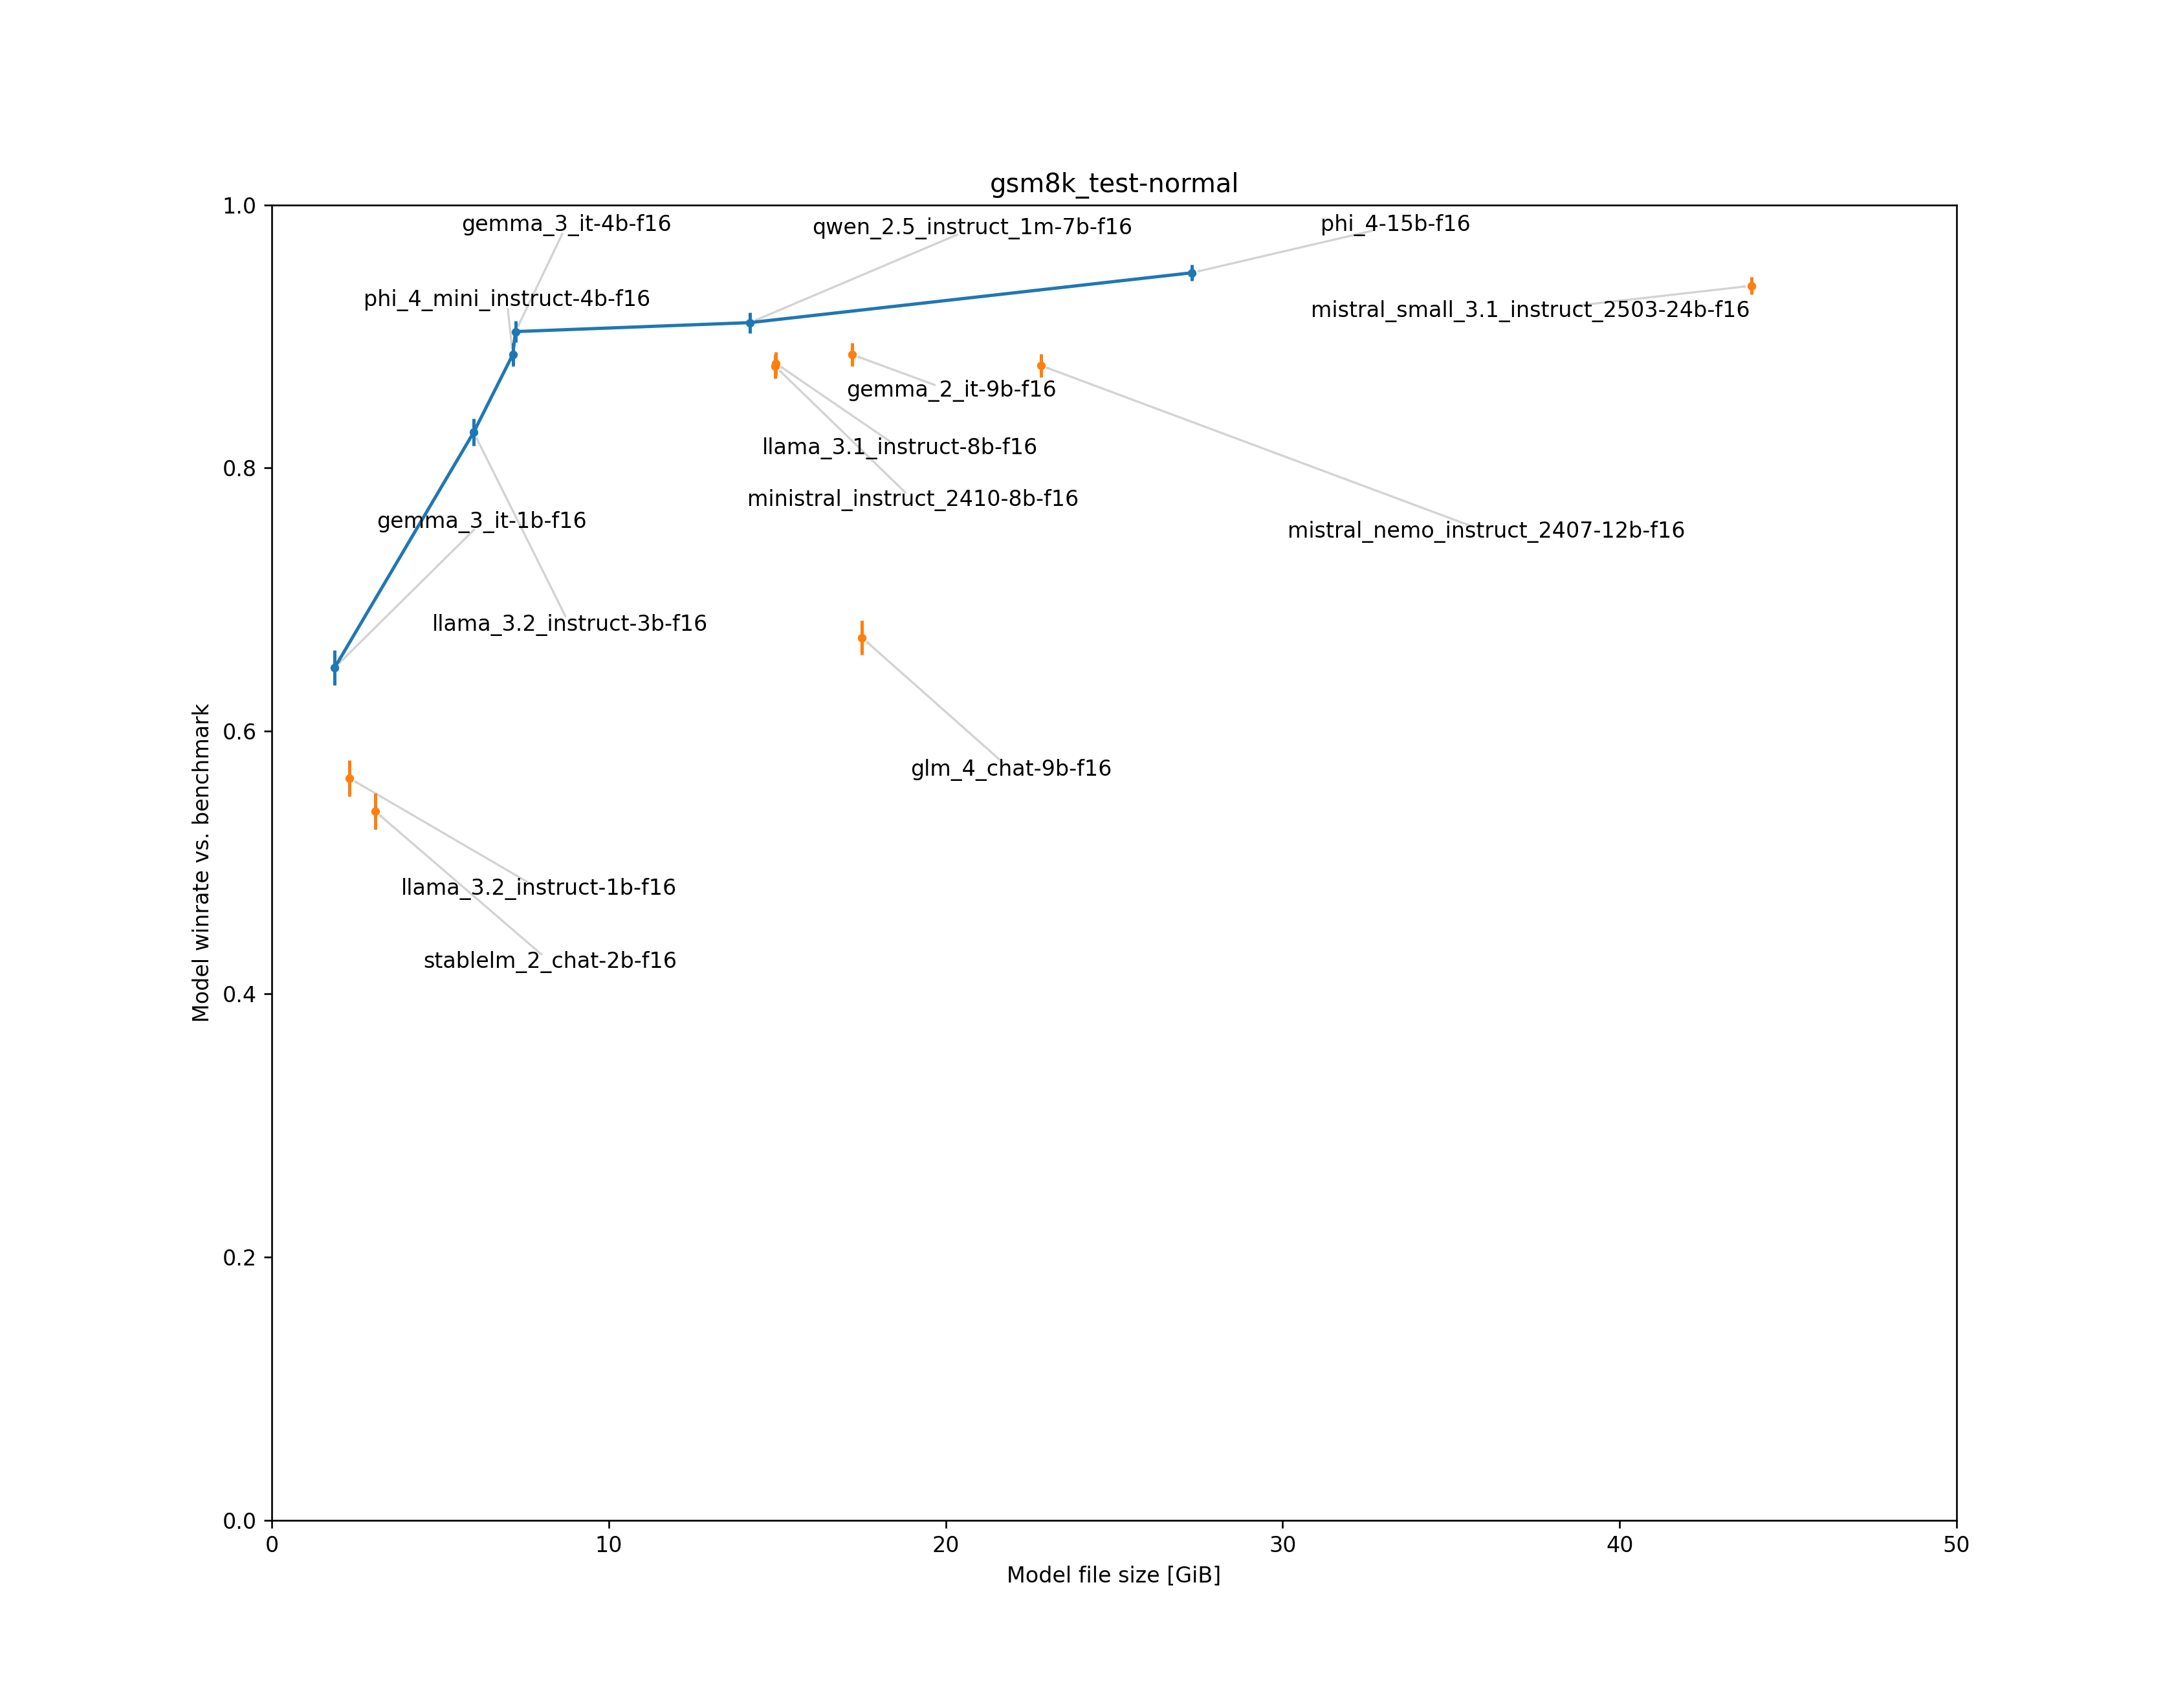 gsm8k_test-normal
1.0
gemma_3_it-4b-f16
qwen_2.5_instruct_1m-7b-f16
phi_4-15b-f16
phi_4_mini_instruct-4b-f16
mistral_small_3.1_instruct_2503-24b-f16
gemma_2_it-9b-f16
llama_3.1_instruct-8b-f16
0.8
ministral_instruct_2410-8b-f16
gemma_3_it-1b-f16
mistral_nemo_instruct_2407-12b-f16
llama_3.2_instruct-3b-f16
0.6
glm_4_chat-9b-f16
Model winrate vs. benchmark
llama_3.2_instruct-1b-f16
stablelm_2_chat-2b-f16
0.4
0.2
0.0
0
10
20
30
40
50
Model file size [GiB]